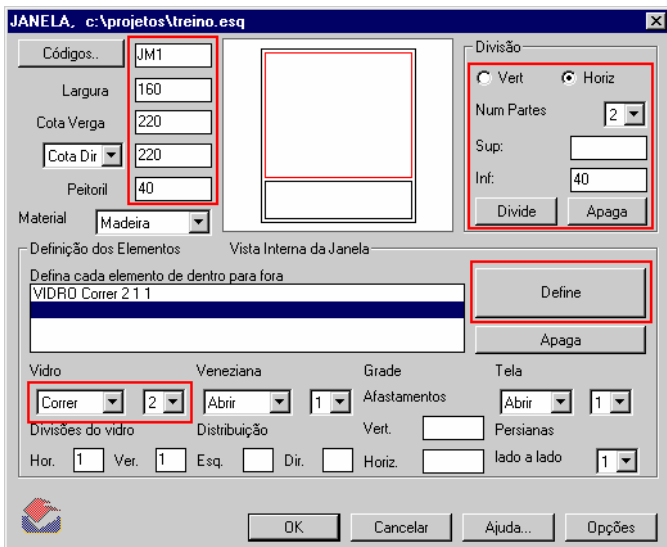 JANELA, c:\projetos\treino.esq
Códigos.. JM1
Largura 160
Cota Verga 220
Cota Dir 220
Peitoril 40
Material Madeira
Divisão
Vert Horiz
Num Partes 2
Sup:
Inf: 40
Divide Apaga
Definição dos Elementos Vista Interna da Janela
Defina cada elemento de dentro para fora
VIDRO Correr 2 1 1
Define
Apaga
Vidro Veneziana Grade Tela
Correr 2 Abrir 1 Afastamentos Abrir 1
Divisões do vidro Distribuição Vert. Persianas
Hor. 1 Ver. 1 Esq. Dir. Horiz. lado a lado 1
OK Cancelar Ajuda... Opções